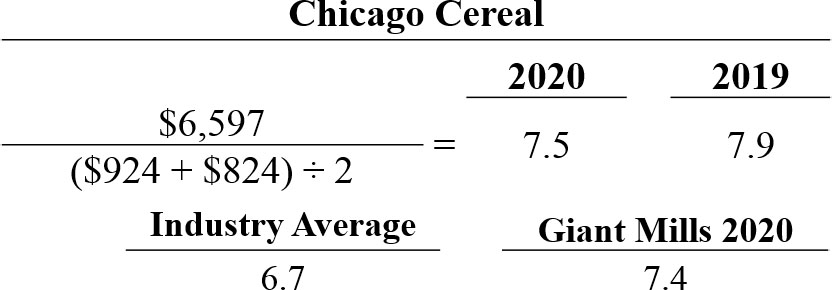 Chicago Cereal
2020 2019
$6,597
($924 + $824) ÷ 2
= 7.5 7.9
Industry Average Giant Mills 2020
6.7 7.4